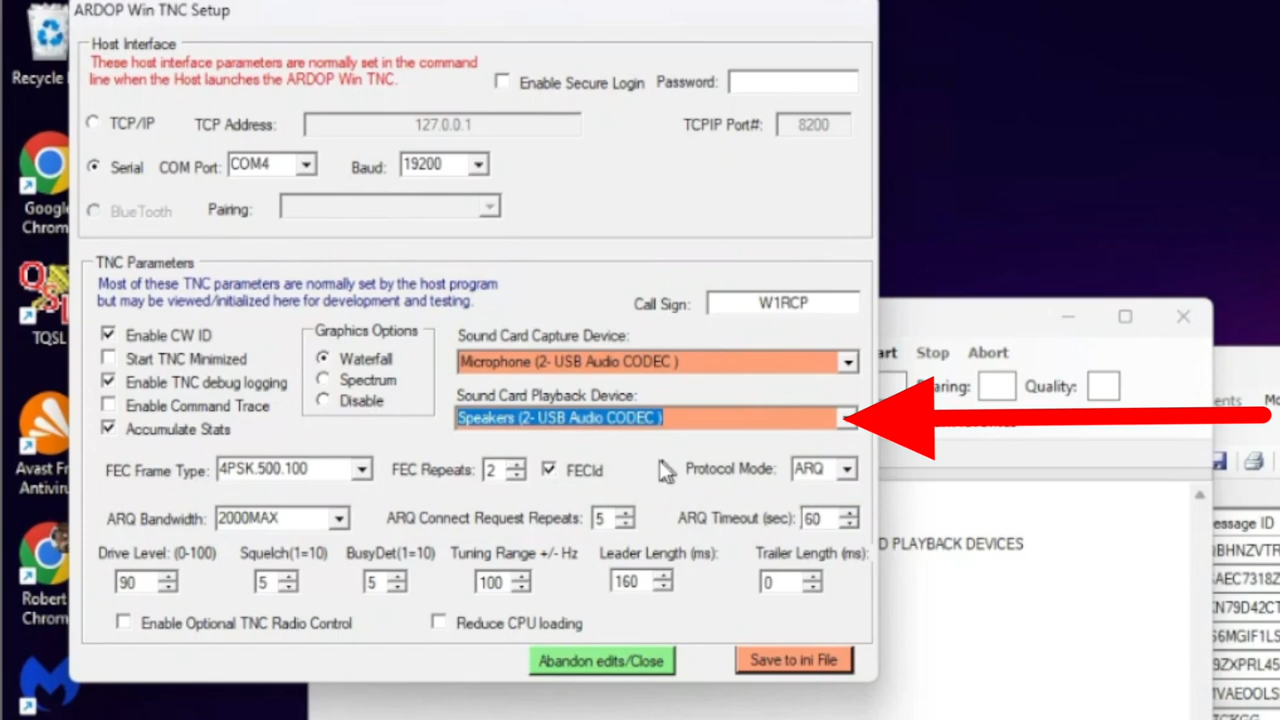 ARDOP Win TNC Setup
Recycle
Host Interface
These host interface parameters are normally set in the command
line when the Host launches the ARDOP Win TNC.
Enable Secure Login Password:
TCP/IP TCP Address: 127.0.0.1 TCPIP Port#: 8200
Serial COM Port: COM4 Baud: 19200
BlueTooth Pairing:
Google
Chrom
TNC Parameters
Most of these TNC parameters are normally set by the host program
but may be viewed/initialized here for development and testing.
Call Sign: W1RCP
TQSL
Enable CW ID
Start TNC Minimized
Enable TNC debug logging
Enable Command Trace
Accumulate Stats
Graphics Options
Waterfall
Spectrum
Disable
Sound Card Capture Device:
Microphone (2- USB Audio CODEC )
Sound Card Playback Device:
Speakers (2- USB Audio CODEC )
art Stop Abort
aring: Quality:
ents Mo
Avast Fr
Antiviru
FEC Frame Type: 4PSK.500.100 FEC Repeats: 2 FECId Protocol Mode: ARQ
ARQ Bandwidth: 2000MAX ARQ Connect Request Repeats: 5 ARQ Timeout (sec): 60
Drive Level: (0-100) Squelch(1=10) BusyDet(1=10) Tuning Range +/- Hz Leader Length (ms): Trailer Length (ms):
90 5 5 100 160 0
Enable Optional TNC Radio Control Reduce CPU loading
Abandon edits/Close Save to ini File
Robert
Chrom
D PLAYBACK DEVICES
essage ID
BHNZVTR
AEC7318Z
N79D42CT
S6MGIF1LS
9ZXPRL45
VAEOOLS